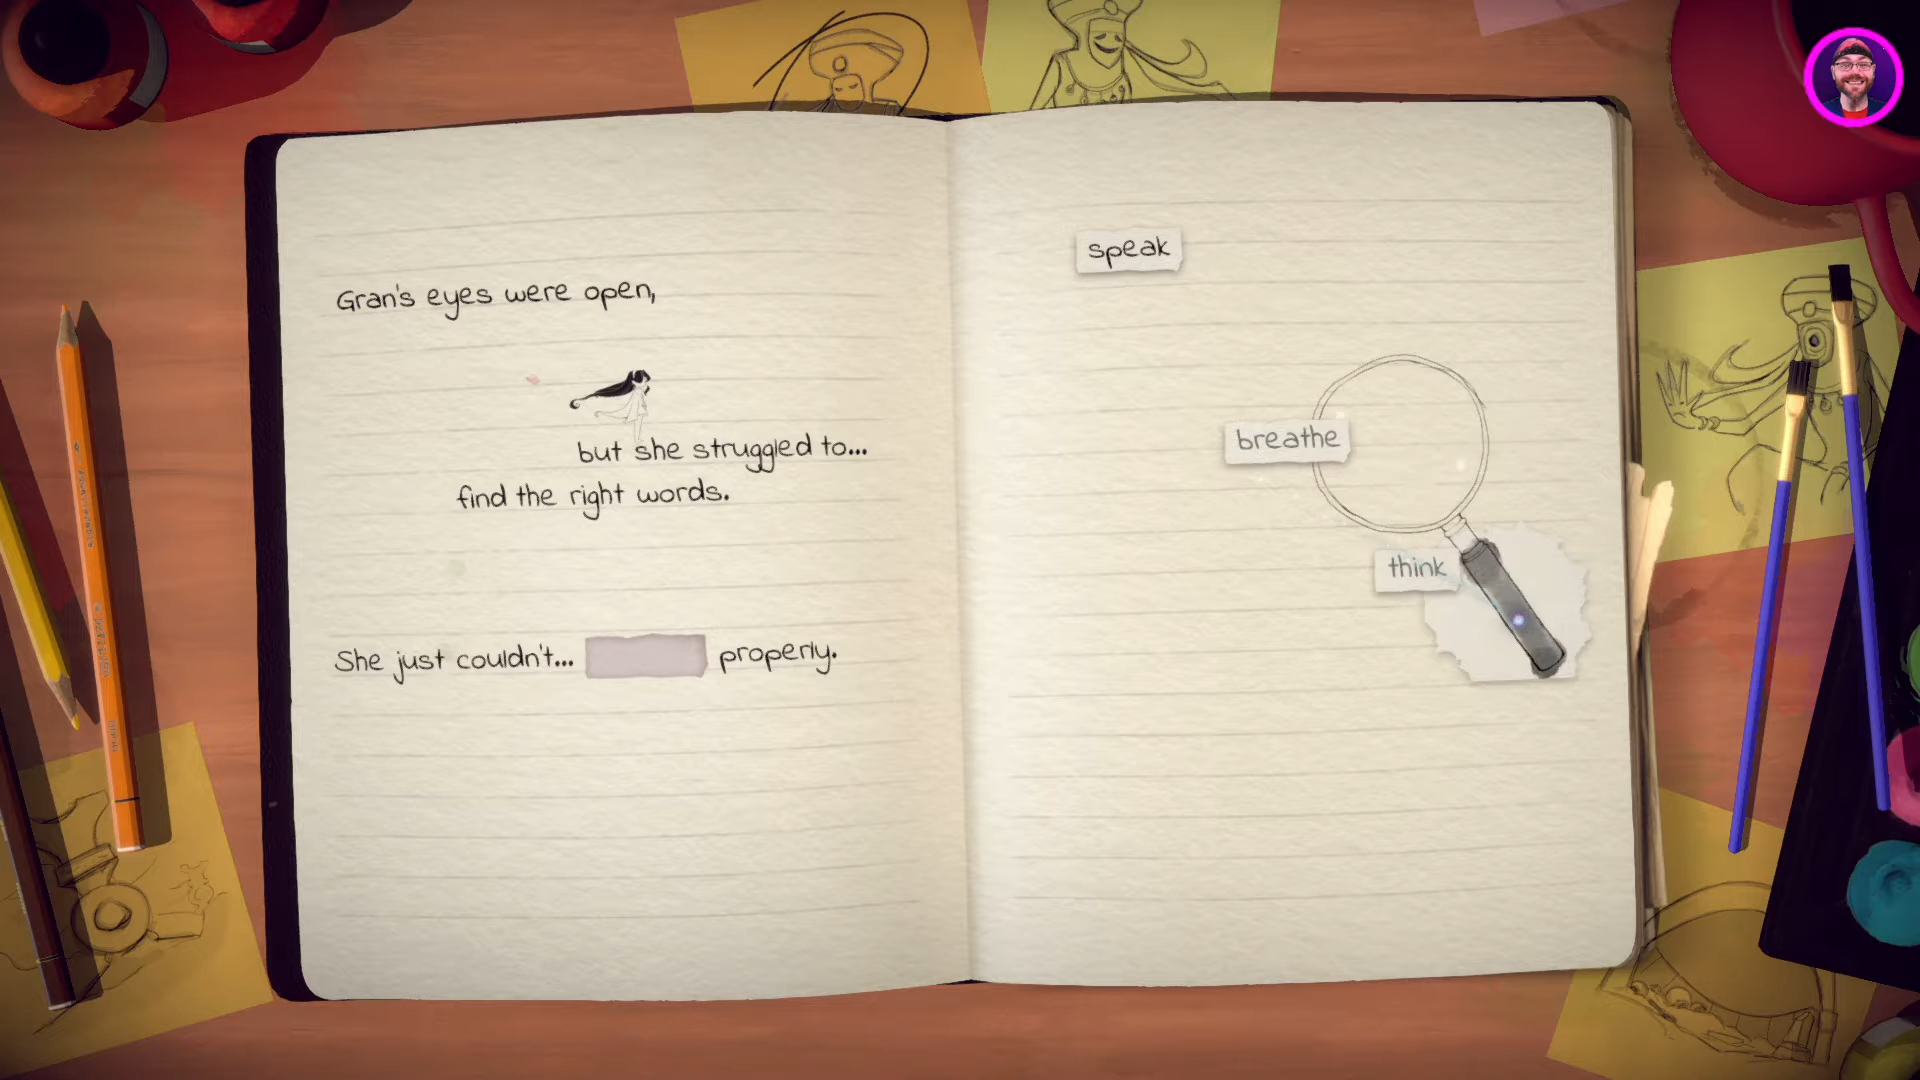 Gran's eyes were open,
but she struggled to...
find the right words.
She just couldn't... properly.
speak
breathe
think